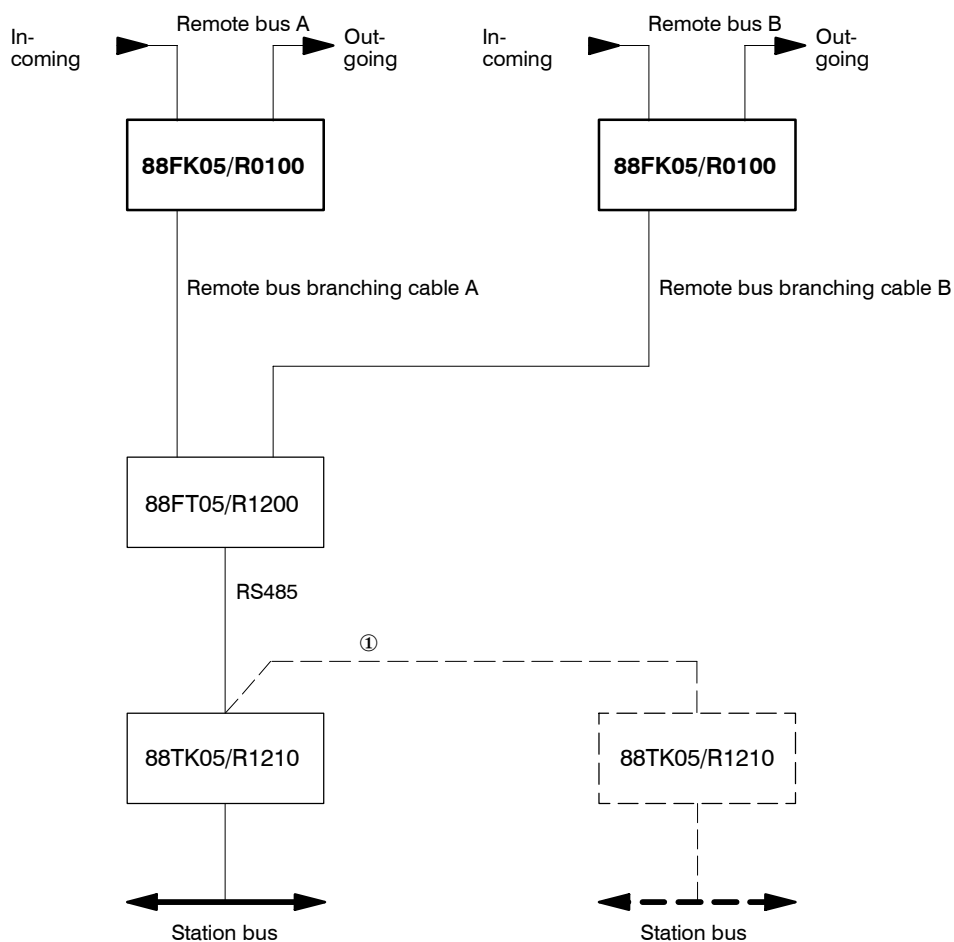 Remote bus A
Remote bus B
In-
coming
Out-
going
In-
coming
Out-
going
88FK05/R0100
88FK05/R0100
Remote bus branching cable A
Remote bus branching cable B
88FT05/R1200
RS485
①
88TK05/R1210
88TK05/R1210
Station bus
Station bus